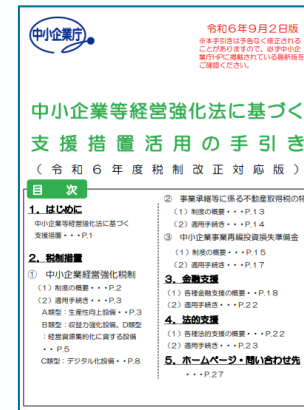 中小企業庁
令和6年9月2日版
※本手引きは予告なく修正される
ことがありますので、必ず中小企
業庁HPに掲載されている最新版を
ご確認ください。
中小企業等経営強化法に基づく
支援措置活用の手引き
（令和6年度税制改正対応版）
目　次
1．はじめに
中小企業等経営強化法に基づく
支援措置・・・P.1
2．税制措置
① 中小企業経営強化税制
（1）制度の概要・・・P.2
（2）適用手続き・・・P.3
A類型：生産性向上設備・・P.3
B類型：収益力強化設備、D類型
：経営資源集約化に資する設備
・・P.5
C類型：デジタル化設備・・P.8
② 事業承継等に係る不動産取得税の特
（1）制度の概要・・・P.13
（2）適用手続き・・・P.14
③ 中小企業事業再編投資損失準備金
（1）制度の概要・・・P.15
（2）適用手続き・・・P.17
3．金融支援
（1）各種金融支援の概要・・P.18
（2）適用手続き・・・P.22
4．法的支援
（1）各種法的支援の概要・・・P.22
（2）適用手続き・・・P.23
5．ホームページ・問い合わせ先
・・・P.27